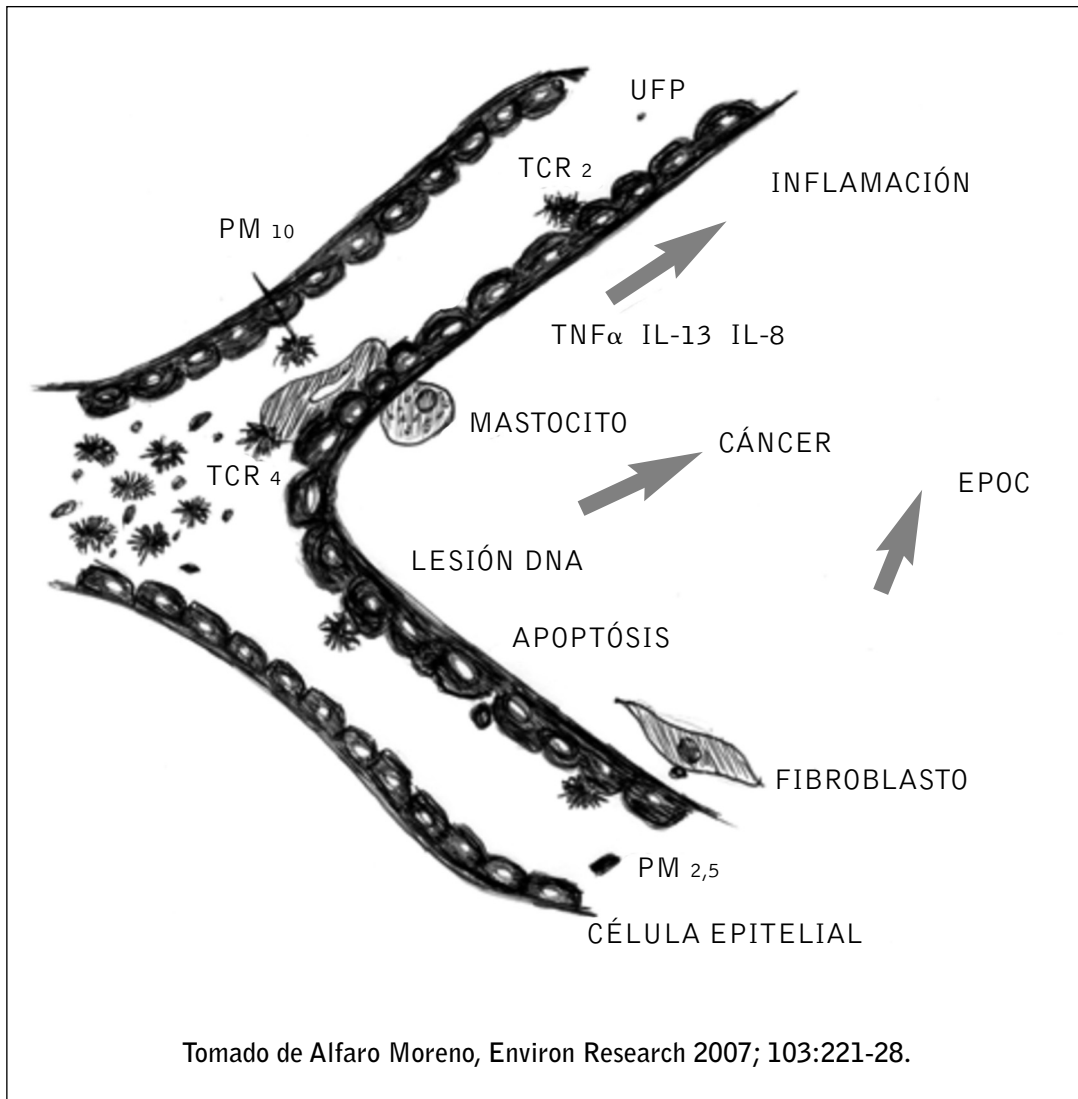 UFP
TCR 2
INFLAMACIÓN
PM 10
TNFα IL-13 IL-8
MASTOCITO
CÁNCER
TCR 4
EPOC
LESIÓN DNA
APOPTÓSIS
FIBROBLASTO
PM 2,5
CÉLULA EPITELIAL
Tomado de Alfaro Moreno, Environ Research 2007; 103:221-28.